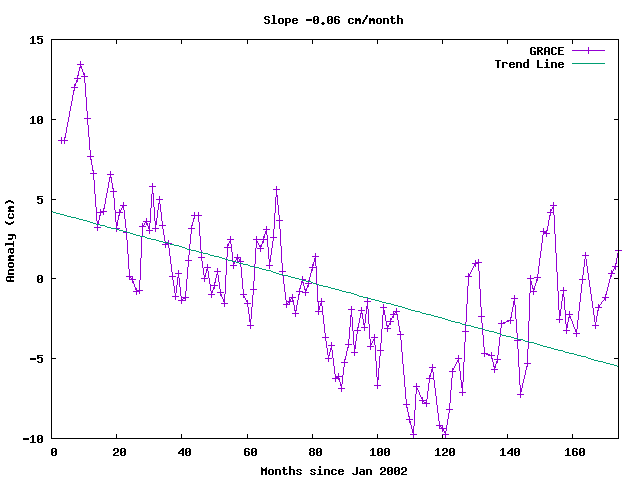 Slope -0.06 cm/month
GRACE
Trend Line
Anomaly (cm)
15
10
5
0
-5
-10
0 20 40 60 80 100 120 140 160
Months since Jan 2002